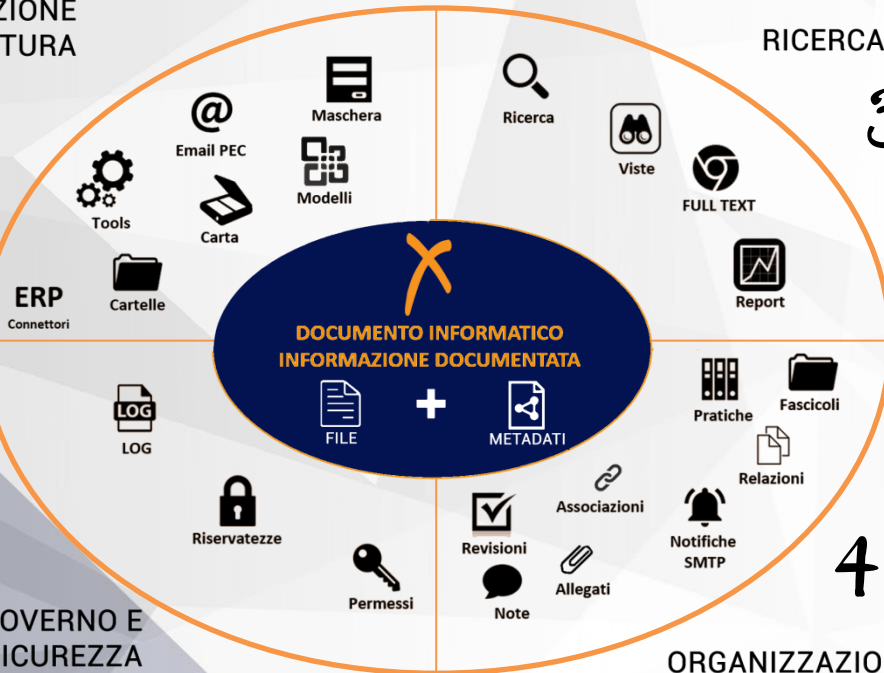 ZIONE
TURA
RICERCA
3
Maschera
@
Email PEC
Modelli
Tools
Carta
ERP
Connettori
Cartelle
Ricerca
Viste
FULL TEXT
Report
DOCUMENTO INFORMATICO
INFORMAZIONE DOCUMENTATA
FILE
+
METADATI
LOG
LOG
Riservatezze
Permessi
OVERNO E
ICUREZZA
Pratiche
Fascicoli
Relazioni
Associazioni
Revisioni
Notifiche
SMTP
Allegati
Note
4
ORGANIZZAZIO